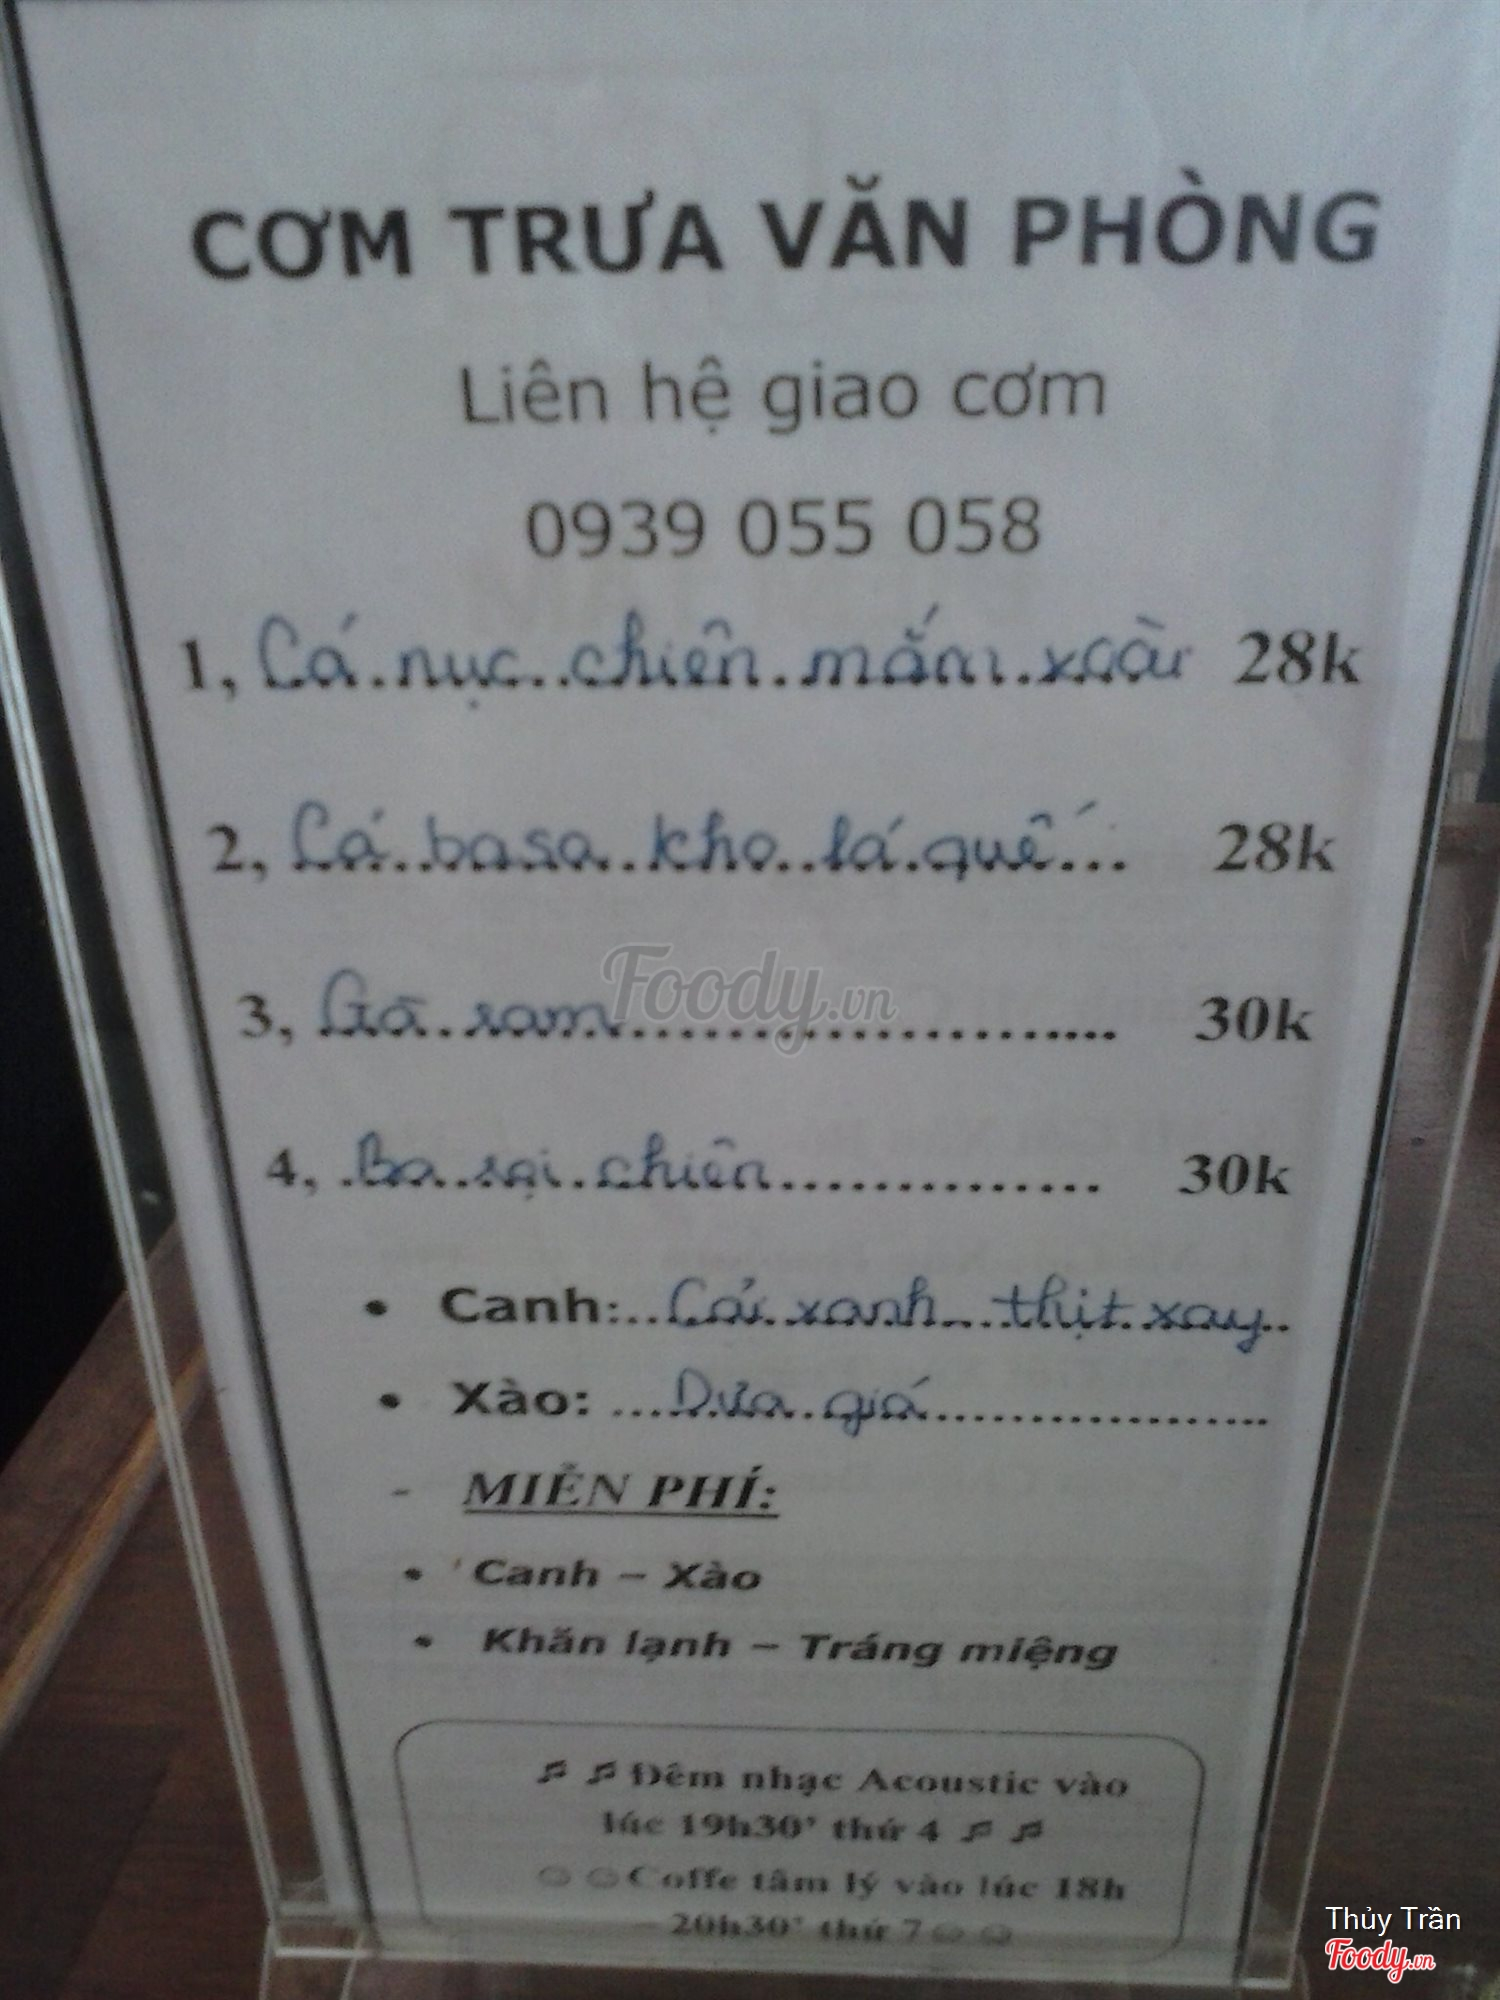 CƠM TRƯA VĂN PHÒNG
Liên hệ giao cơm
0939 055 058
1, Cá nục chiên mắm xoài 28k
2, Cá basa kho lá quế 28k
3, Gà ram 30k
4, Ba sợi chiên 30k
• Canh: Cải xanh thịt xay
• Xào: Dưa giá
- MIỄN PHÍ:
• Canh – Xào
• Khăn lạnh – Tráng miệng
♫ ♫ Đêm nhạc Acoustic vào
lúc 19h30' thứ 4 ♫ ♫
☺ ☺ Coffe tâm lý vào lúc 18h
20h30' thứ 7 ☺ ☺
Foody.vn
Thủy Trần
Foody.vn